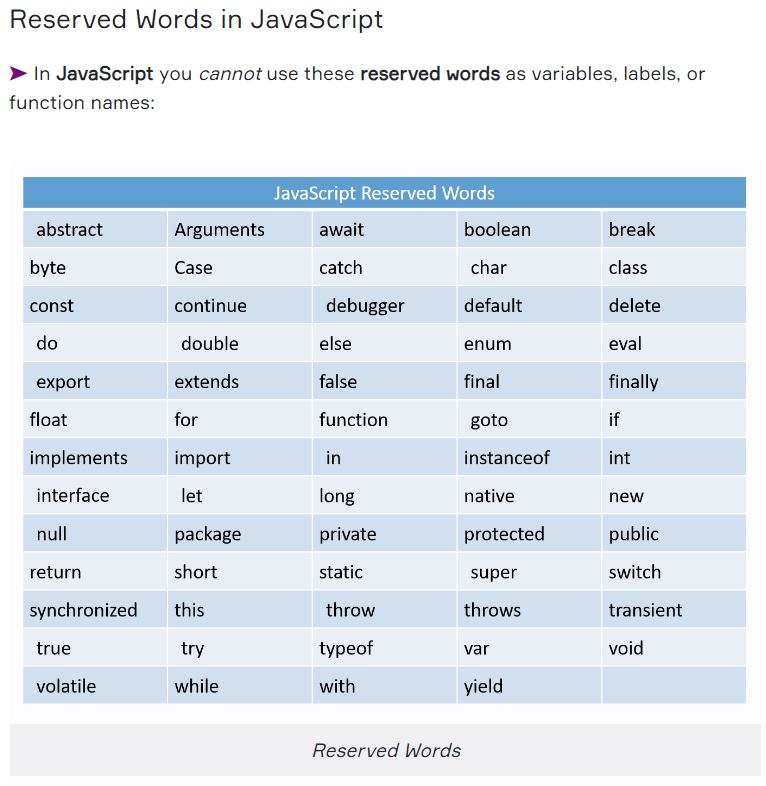 Reserved Words in JavaScript
➤ In JavaScript you cannot use these reserved words as variables, labels, or
function names:
JavaScript Reserved Words
abstract Arguments await boolean break
byte Case catch char class
const continue debugger default delete
do double else enum eval
export extends false final finally
float for function goto if
implements import in instanceof int
interface let long native new
null package private protected public
return short static super switch
synchronized this throw throws transient
true try typeof var void
volatile while with yield
Reserved Words